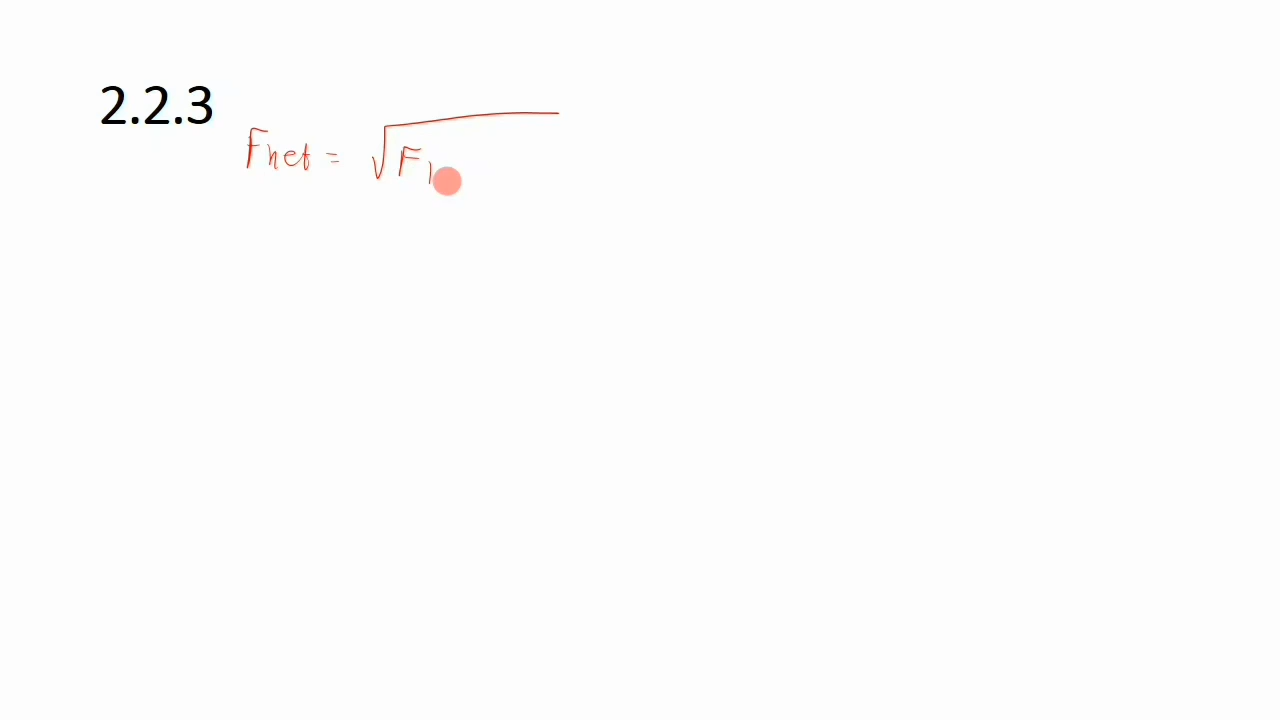 2.2.3
Fnet = √F1